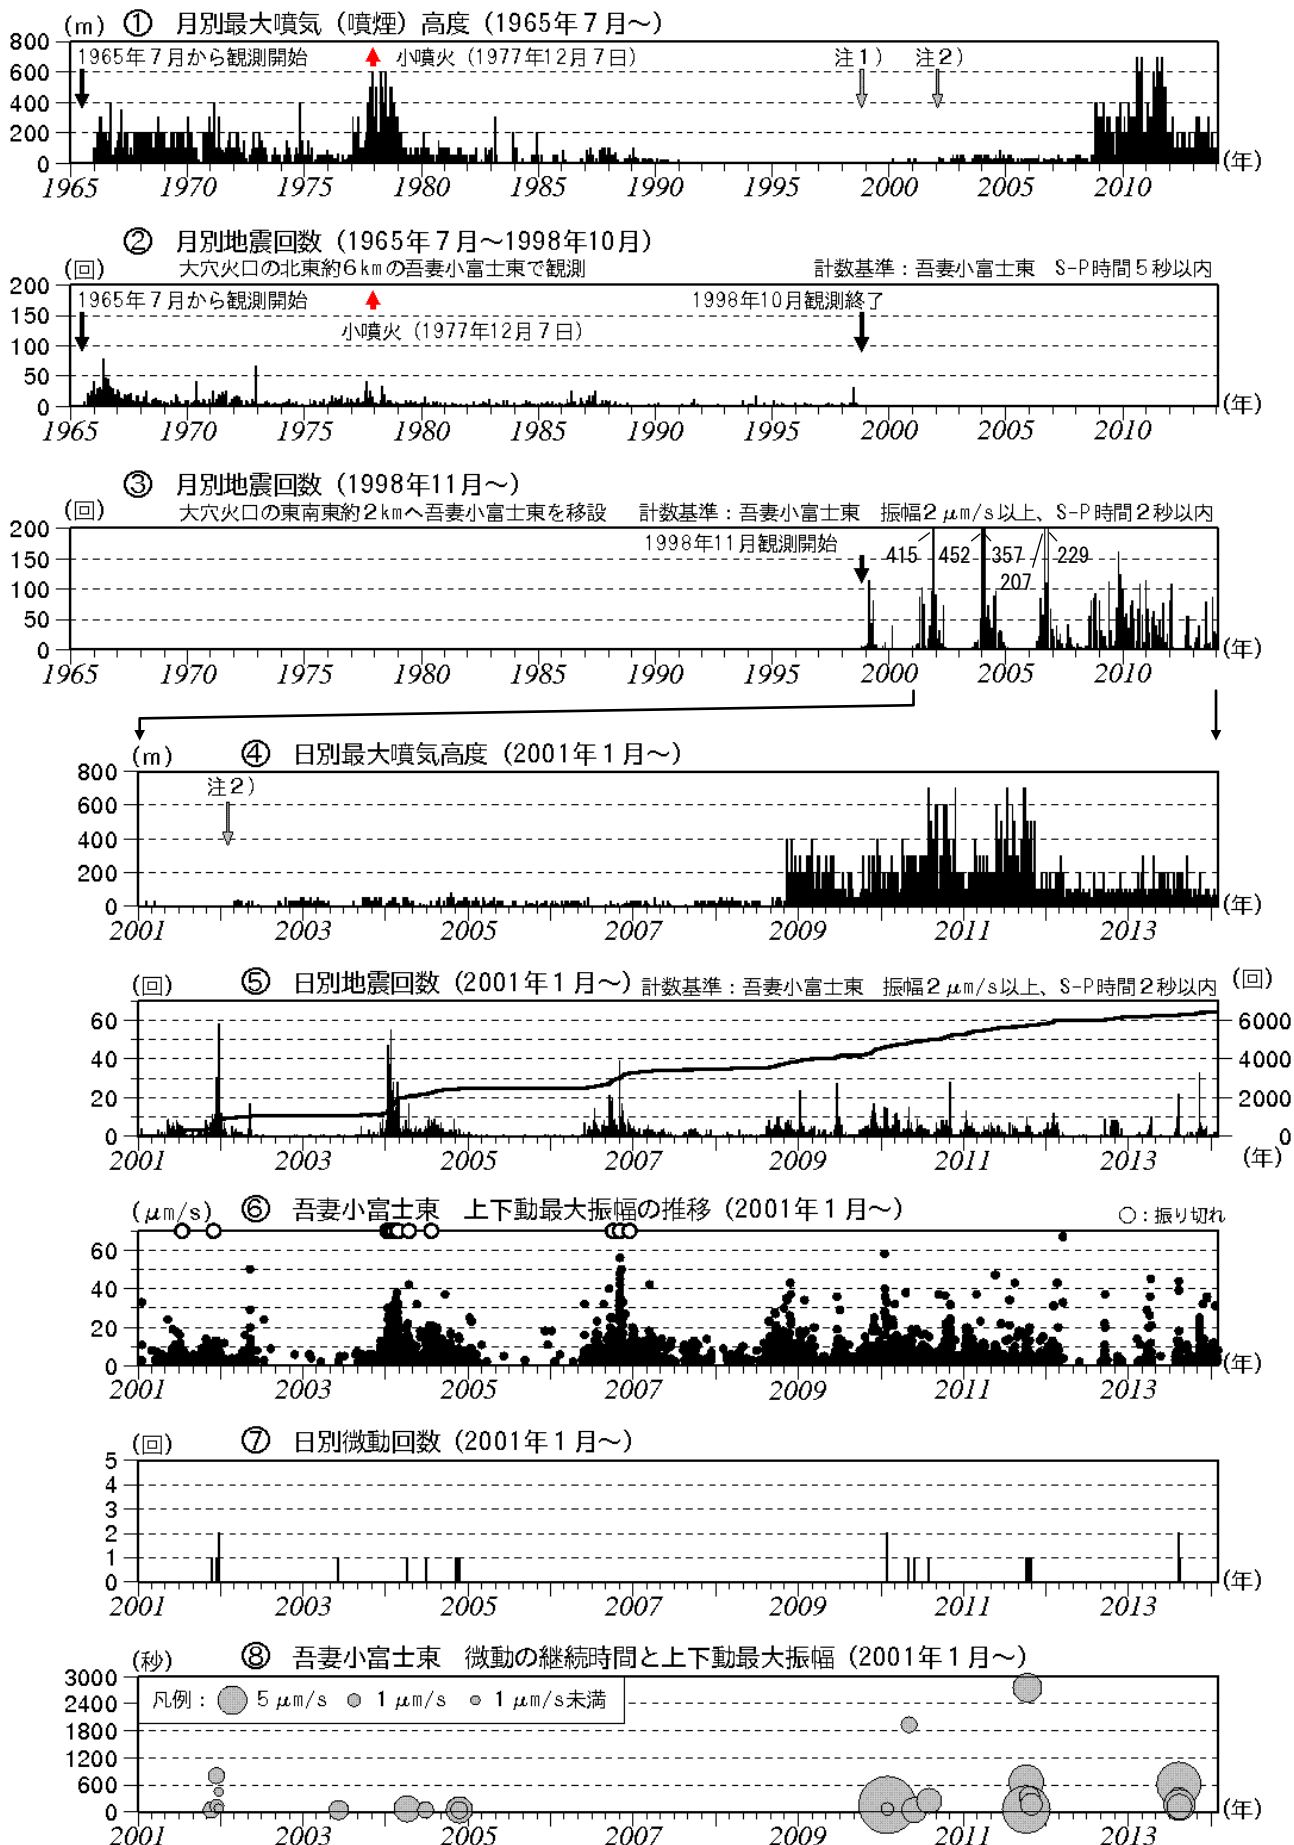 (m) ① 月別最大噴気（噴煙）高度（1965年７月～）
800
600
400
200
0
1965年７月から観測開始
小噴火（1977年12月７日）
注１）
注２）
1965 1970 1975 1980 1985 1990 1995 2000 2005 2010 (年)
② 月別地震回数（1965年７月～1998年10月）
(回) 大穴火口の北東約６kmの吾妻小富士東で観測 計数基準：吾妻小富士東 S-P時間５秒以内
200
150
100
50
0
1965年７月から観測開始
小噴火（1977年12月７日）
1998年10月観測終了
1965 1970 1975 1980 1985 1990 1995 2000 2005 2010 (年)
③ 月別地震回数（1998年11月～）
(回) 大穴火口の東南東約２kmへ吾妻小富士東を移設 計数基準：吾妻小富士東 振幅２μm/s以上、S-P時間２秒以内
200
150
100
50
0
1998年11月観測開始
415 452 357 229
207
1965 1970 1975 1980 1985 1990 1995 2000 2005 2010 (年)
(m) ④ 日別最大噴気高度（2001年１月～）
800
600
400
200
0
注２）
2001 2003 2005 2007 2009 2011 2013 (年)
(回) ⑤ 日別地震回数（2001年１月～） 計数基準：吾妻小富士東 振幅２μm/s以上、S-P時間２秒以内 (回)
60 6000
40 4000
20 2000
0 0
2001 2003 2005 2007 2009 2011 2013 (年)
(μm/s) ⑥ 吾妻小富士東 上下動最大振幅の推移（2001年１月～） ○：振り切れ
60
40
20
0
2001 2003 2005 2007 2009 2011 2013 (年)
(回) ⑦ 日別微動回数（2001年１月～）
5
4
3
2
1
0
2001 2003 2005 2007 2009 2011 2013 (年)
(秒) ⑧ 吾妻小富士東 微動の継続時間と上下動最大振幅（2001年１月～）
3000
2400
1800
1200
600
0
凡例： 5 μm/s 1 μm/s 1 μm/s未満
2001 2003 2005 2007 2009 2011 2013 (年)